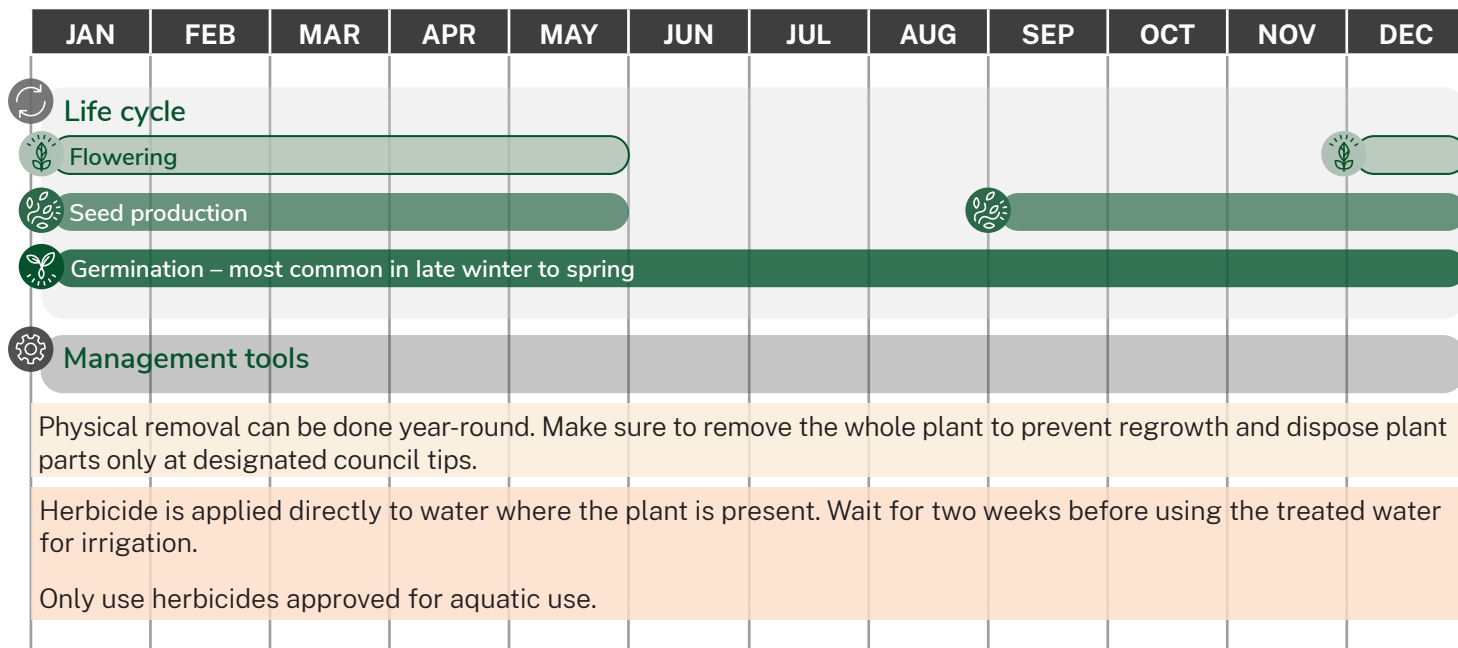 JAN FEB MAR APR MAY JUN JUL AUG SEP OCT NOV DEC
Life cycle
Flowering
Seed production
Germination – most common in late winter to spring
Management tools
Physical removal can be done year-round. Make sure to remove the whole plant to prevent regrowth and dispose plant
parts only at designated council tips.
Herbicide is applied directly to water where the plant is present. Wait for two weeks before using the treated water
for irrigation.
Only use herbicides approved for aquatic use.